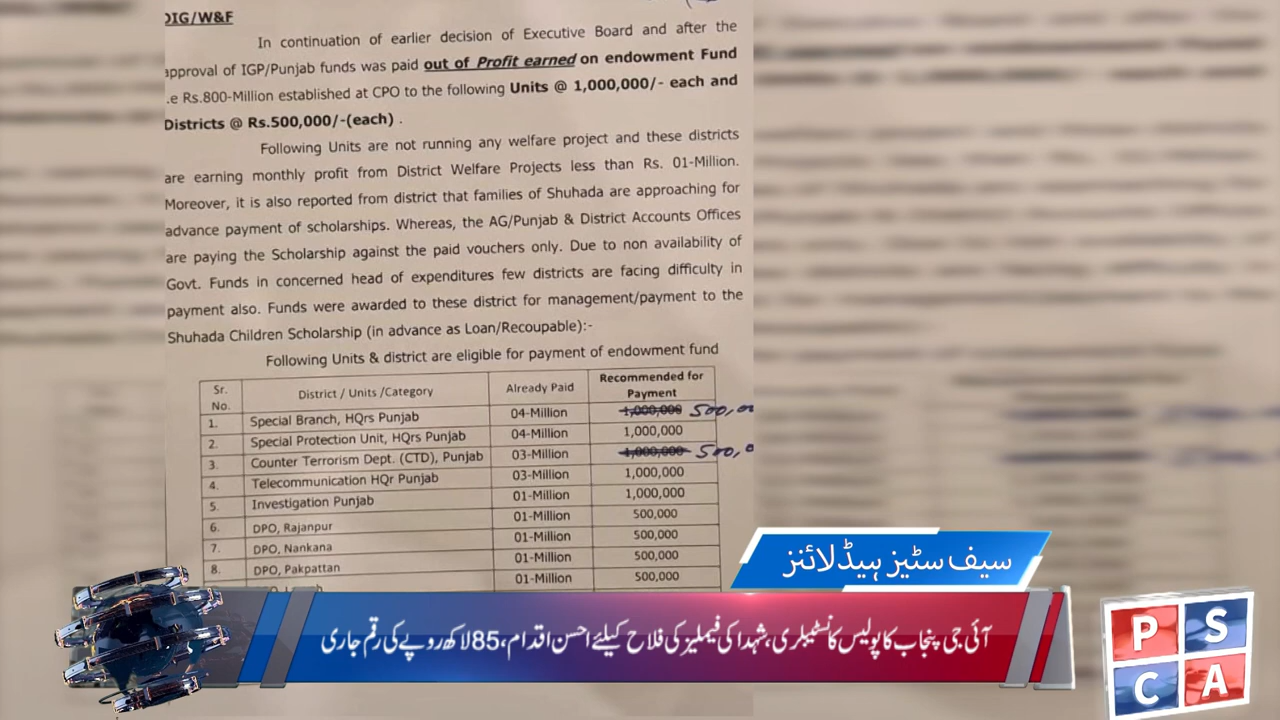 DIG/W&F
In continuation of earlier decision of Executive Board and after the
approval of IGP/Punjab funds was paid out of Profit earned on endowment Fund
.e Rs.800-Million established at CPO to the following Units @ 1,000,000/- each and
Districts @ Rs.500,000/-(each) .
Following Units are not running any welfare project and these districts
are earning monthly profit from District Welfare Projects less than Rs. 01-Million.
Moreover, it is also reported from district that families of Shuhada are approaching for
advance payment of scholarships. Whereas, the AG/Punjab & District Accounts Offices
are paying the Scholarship against the paid vouchers only. Due to non availability of
Govt. Funds in concerned head of expenditures few districts are facing difficulty in
payment also. Funds were awarded to these district for management/payment to the
Shuhada Children Scholarship (in advance as Loan/Recoupable):-
Following Units & district are eligible for payment of endowment fund
Sr. No. District / Units /Category Already Paid Recommended for Payment
1. Special Branch, HQrs Punjab 04-Million 1,000,000 500,00
2. Special Protection Unit, HQrs Punjab 04-Million 1,000,000
3. Counter Terrorism Dept. (CTD), Punjab 03-Million 1,000,000 500,0
4. Telecommunication HQr Punjab 03-Million 1,000,000
5. Investigation Punjab 01-Million 1,000,000
6. DPO, Rajanpur 01-Million 500,000
7. DPO, Nankana 01-Million 500,000
8. DPO, Pakpattan 01-Million 500,000
01-Million 500,000
سیف سٹیز ہیڈلائنز
آئی جی پنجاب کا پولیس کانسٹیبلری، شہدا کی فیملیز کی فلاح کیلئے احسن اقدام، 85 لاکھ روپے کی رقم جاری
P S
C A